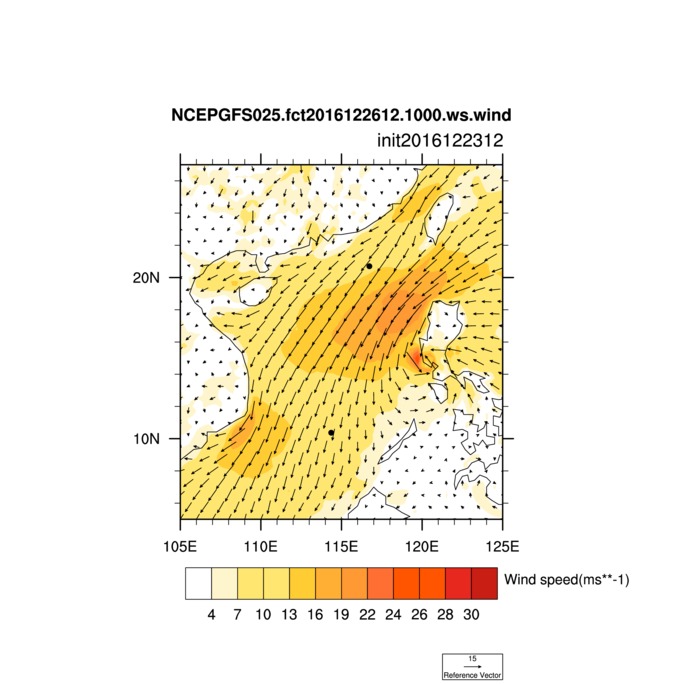 NCEPGFS025.fct2016122612.1000.ws.wind
init2016122312
20N
10N
105E 110E 115E 120E 125E
Wind speed(ms**-1)
4 7 10 13 16 19 22 24 26 28 30
15
Reference Vector